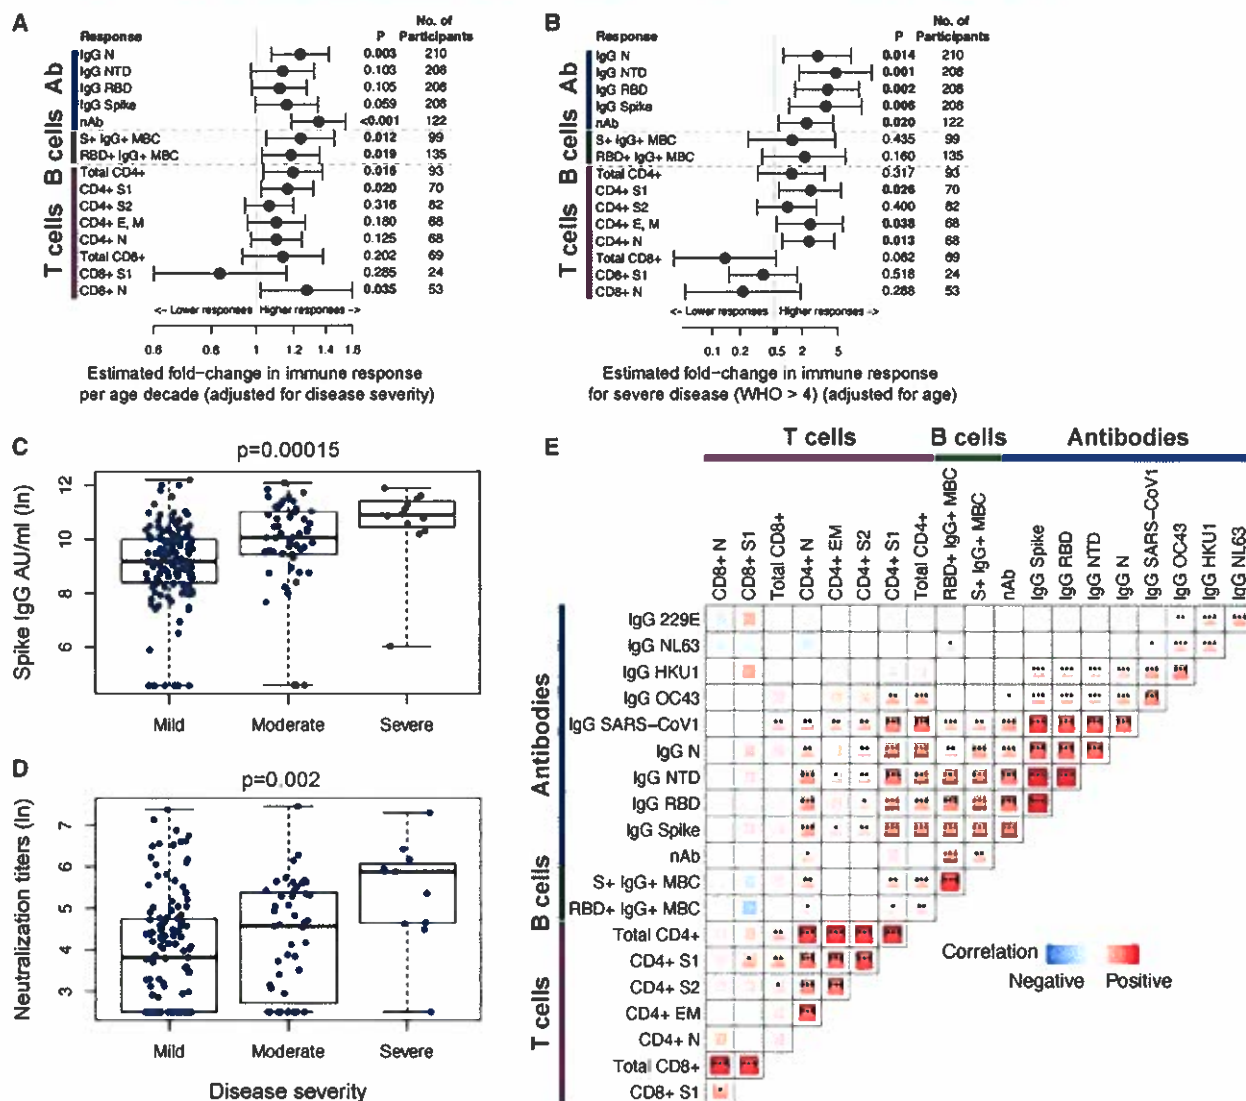 A
Response
P
No. of
Participants
IgG N 0.003 210
IgG NTD 0.103 208
IgG RBD 0.105 208
IgG Spike 0.059 208
nAb <0.001 122
S+ IgG+ MBC 0.012 99
RBD+ IgG+ MBC 0.019 135
Total CD4+ 0.016 93
CD4+ S1 0.020 70
CD4+ S2 0.316 82
CD4+ E, M 0.180 68
CD4+ N 0.125 68
Total CD8+ 0.202 69
CD8+ S1 0.285 24
CD8+ N 0.035 53
Ab
B cells
T cells
<- Lower responses Higher responses ->
0.6 0.8 1 1.2 1.4 1.6
Estimated fold-change in immune response
per age decade (adjusted for disease severity)
B
Response
P
No. of
Participants
IgG N 0.014 210
IgG NTD 0.001 208
IgG RBD 0.002 208
IgG Spike 0.006 208
nAb 0.020 122
S+ IgG+ MBC 0.435 99
RBD+ IgG+ MBC 0.160 135
Total CD4+ 0.317 93
CD4+ S1 0.026 70
CD4+ S2 0.400 82
CD4+ E, M 0.038 68
CD4+ N 0.013 68
Total CD8+ 0.062 69
CD8+ S1 0.518 24
CD8+ N 0.288 53
Ab
B cells
T cells
<- Lower responses Higher responses ->
0.1 0.2 0.5 2 5
Estimated fold-change in immune response
for severe disease (WHO > 4) (adjusted for age)
C
p=0.00015
Spike IgG AU/ml (ln)
12
10
8
6
Mild Moderate Severe
D
p=0.002
Neutralization titers (ln)
7
6
5
4
3
Mild Moderate Severe
Disease severity
E
T cells B cells Antibodies
CD8+ N
CD8+ S1
Total CD8+
CD4+ N
CD4+ EM
CD4+ S2
CD4+ S1
Total CD4+
RBD+ IgG+ MBC
S+ IgG+ MBC
nAb
IgG Spike
IgG RBD
IgG NTD
IgG N
IgG SARS-CoV1
IgG OC43
IgG HKU1
IgG NL63
Antibodies
B cells
T cells
IgG 229E
IgG NL63
IgG HKU1
IgG OC43
IgG SARS-CoV1
IgG N
IgG NTD
IgG RBD
IgG Spike
nAb
S+ IgG+ MBC
RBD+ IgG+ MBC
Total CD4+
CD4+ S1
CD4+ S2
CD4+ EM
CD4+ N
Total CD8+
CD8+ S1
Correlation
Negative Positive